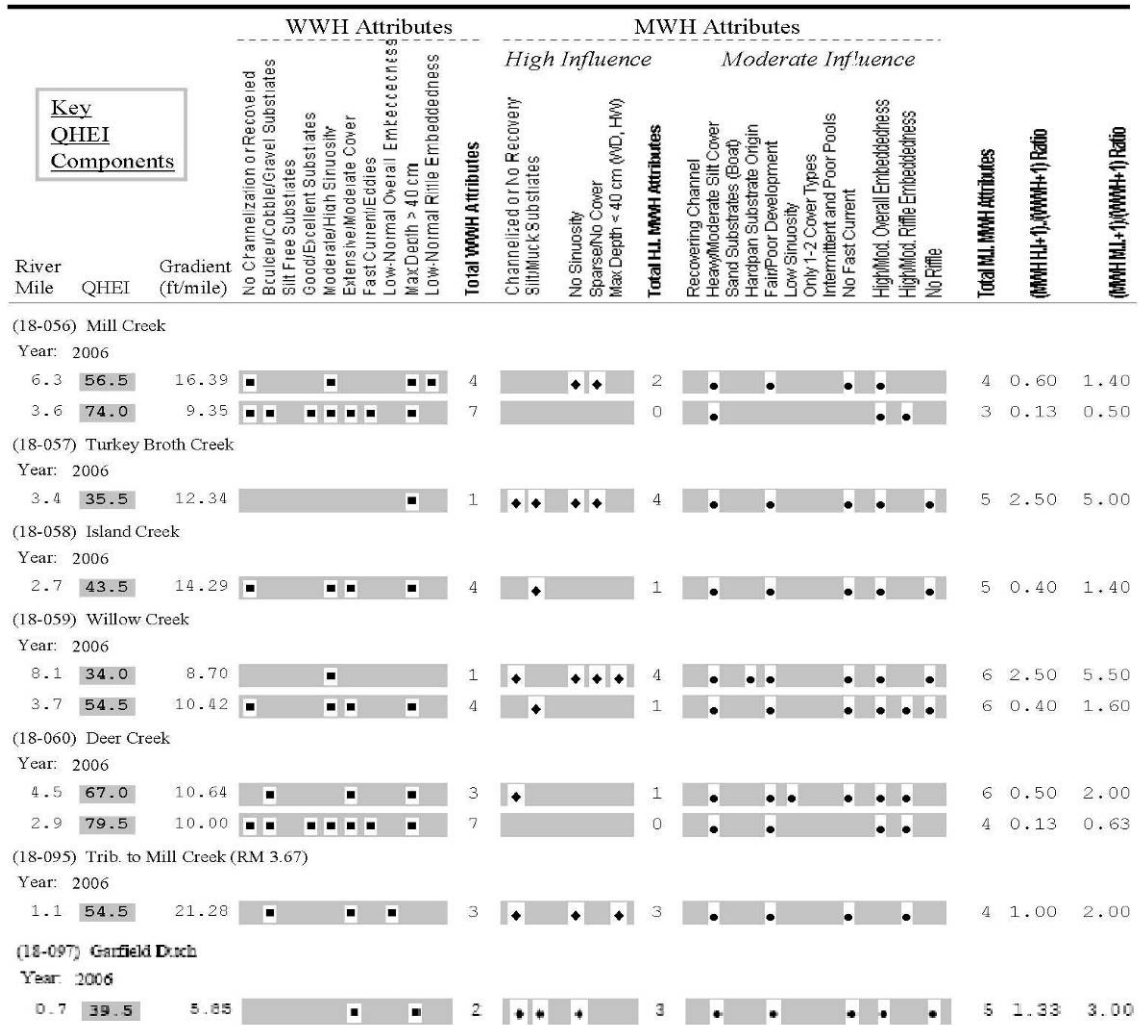 WWH Attributes
MWH Attributes
High Influence
Moderate Influence
Key
QHEI
Components
River
Mile
QHEI
Gradient
(ft/mile)
No Channelization or Recovered
Boulder/Cobble/Gravel Substrates
Silt Free Substrates
Good/Excellent Substrates
Moderate/High Sinuosity
Extensive/Moderate Cover
Fast Current/Eddies
Low-Normal Overall Embeddedness
Max Depth > 40 cm
Low-Normal Riffle Embeddedness
Total WWH Attributes
Channelized or No Recovery
Silt/Muck Substrates
No Sinuosity
Sparse/No Cover
Max Depth < 40 cm (WD, HW)
Total H.I. MWH Attributes
Recovering Channel
Heavy/Moderate Silt Cover
Sand Substrates (Boat)
Hardpan Substrate Origin
Fair/Poor Development
Low Sinuosity
Only 1-2 Cover Types
Intermittent and Poor Pools
No Fast Current
High/Mod. Overall Embeddedness
High/Mod. Riffle Embeddedness
No Riffle
Total M.I. MWH Attributes
(MWH H.I.+1)/(WWH+1) Ratio
(MWH M.I.+1)/(WWH+1) Ratio
(18-056) Mill Creek
Year: 2006
6.3 56.5 16.39 4 2 4 0.60 1.40
3.6 74.0 9.35 7 0 3 0.13 0.50
(18-057) Turkey Broth Creek
Year: 2006
3.4 35.5 12.34 1 4 5 2.50 5.00
(18-058) Island Creek
Year: 2006
2.7 43.5 14.29 4 1 5 0.40 1.40
(18-059) Willow Creek
Year: 2006
8.1 34.0 8.70 1 4 6 2.50 5.50
3.7 54.5 10.42 4 1 6 0.40 1.60
(18-060) Deer Creek
Year: 2006
4.5 67.0 10.64 3 1 6 0.50 2.00
2.9 79.5 10.00 7 0 4 0.13 0.63
(18-095) Trib. to Mill Creek (RM 3.67)
Year: 2006
1.1 54.5 21.28 3 3 4 1.00 2.00
(18-097) Garfield Ditch
Year: 2006
0.7 39.5 5.85 2 3 5 1.33 3.00